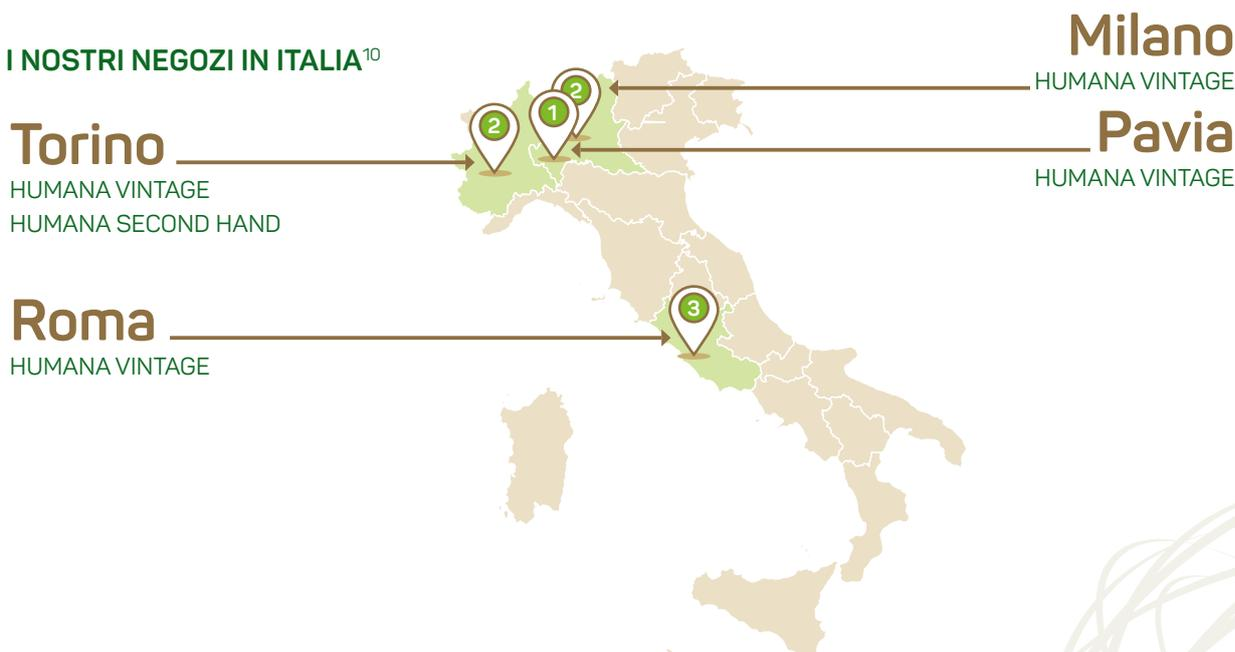 I NOSTRI NEGOZI IN ITALIA10
Milano
HUMANA VINTAGE
Pavia
HUMANA VINTAGE
Torino
HUMANA VINTAGE
HUMANA SECOND HAND
Roma
HUMANA VINTAGE
2
1
2
3